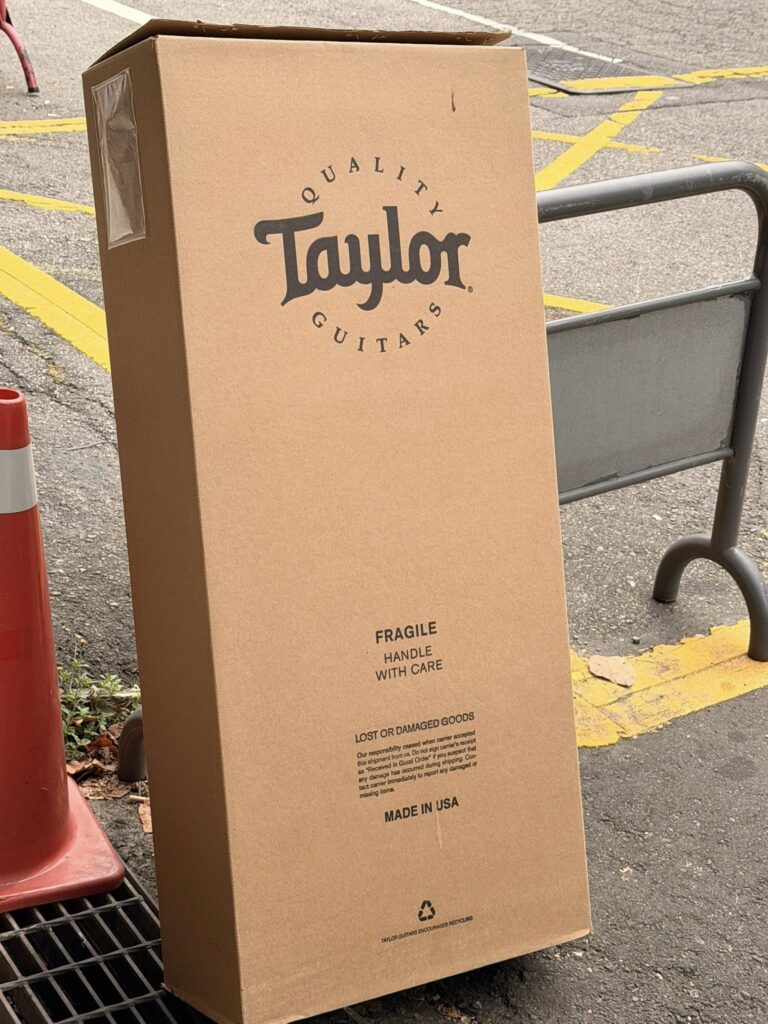 QUALITY
Taylor®
GUITARS
FRAGILE
HANDLE
WITH CARE
LOST OR DAMAGED GOODS
Our responsibility ceased when carrier accepted
this shipment from us. Do not sign carrier's receipt
as "Received in Good Order" if you suspect that
any damage has occurred during shipping. Con
tact carrier immediately to report any damaged or
missing items.
MADE IN USA
TAYLOR GUITARS ENCOURAGES RECYCLING